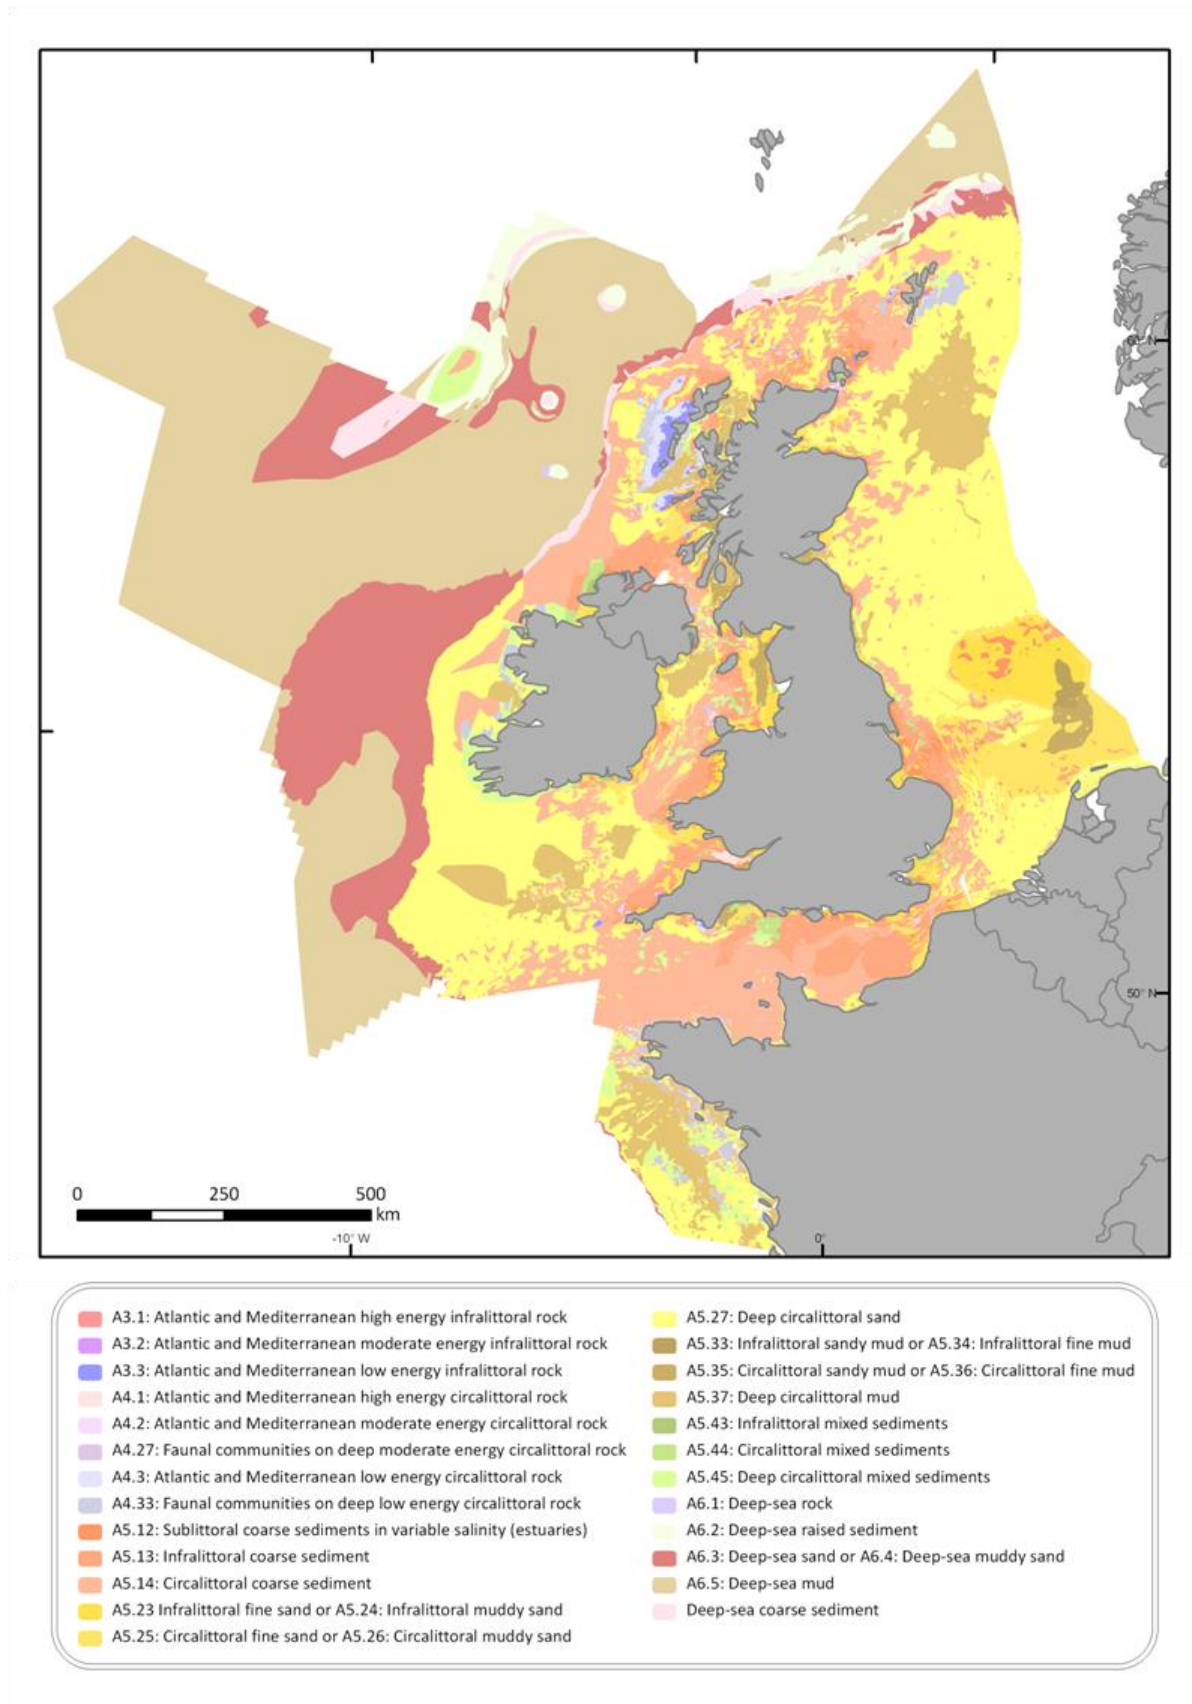 60° N
50° N
0 250 500
km
-10° W 0°
A3.1: Atlantic and Mediterranean high energy infralittoral rock
A3.2: Atlantic and Mediterranean moderate energy infralittoral rock
A3.3: Atlantic and Mediterranean low energy infralittoral rock
A4.1: Atlantic and Mediterranean high energy circalittoral rock
A4.2: Atlantic and Mediterranean moderate energy circalittoral rock
A4.27: Faunal communities on deep moderate energy circalittoral rock
A4.3: Atlantic and Mediterranean low energy circalittoral rock
A4.33: Faunal communities on deep low energy circalittoral rock
A5.12: Sublittoral coarse sediments in variable salinity (estuaries)
A5.13: Infralittoral coarse sediment
A5.14: Circalittoral coarse sediment
A5.23 Infralittoral fine sand or A5.24: Infralittoral muddy sand
A5.25: Circalittoral fine sand or A5.26: Circalittoral muddy sand
A5.27: Deep circalittoral sand
A5.33: Infralittoral sandy mud or A5.34: Infralittoral fine mud
A5.35: Circalittoral sandy mud or A5.36: Circalittoral fine mud
A5.37: Deep circalittoral mud
A5.43: Infralittoral mixed sediments
A5.44: Circalittoral mixed sediments
A5.45: Deep circalittoral mixed sediments
A6.1: Deep-sea rock
A6.2: Deep-sea raised sediment
A6.3: Deep-sea sand or A6.4: Deep-sea muddy sand
A6.5: Deep-sea mud
Deep-sea coarse sediment